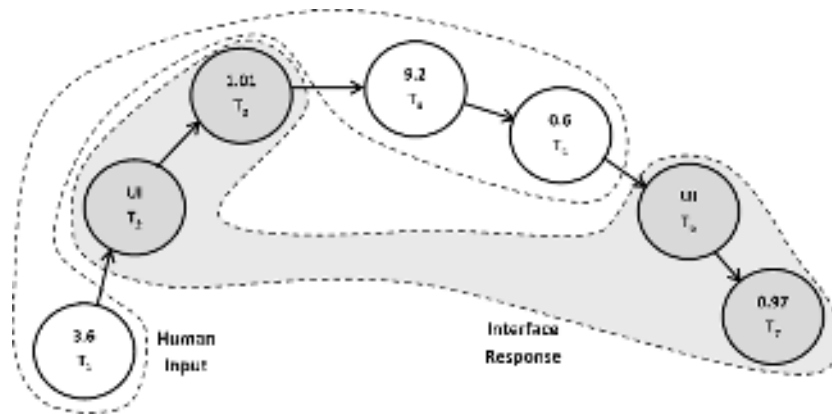 1.01
T₃
9.2
T₄
0.6
T₅
UI
T₂
UI
T₆
3.6
T₁
Human
Input
Interface
Response
0.97
T₇